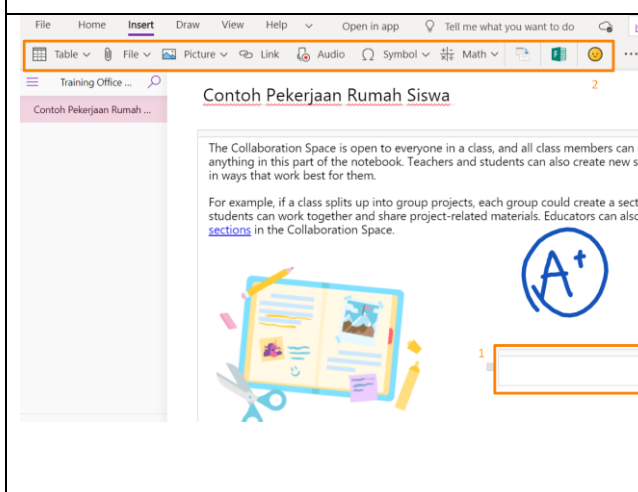 File Home Insert Draw View Help Open in app Tell me what you want to do
Table File Picture Link Audio Symbol Math
2
Training Office ...
Contoh Pekerjaan Rumah ...
Contoh Pekerjaan Rumah Siswa
The Collaboration Space is open to everyone in a class, and all class members can
anything in this part of the notebook. Teachers and students can also create new s
in ways that work best for them.
For example, if a class splits up into group projects, each group could create a sect
students can work together and share project-related materials. Educators can also
sections in the Collaboration Space.
A+
1